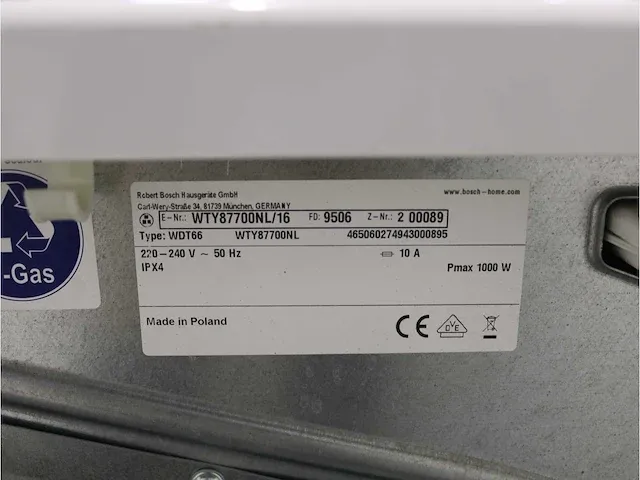 Robert Bosch Hausgeräte GmbH
Carl-Wery-Straße 34, 81739 München, GERMANY
www.bosch-home.com
E-Nr.: WTY87700NL/16 FD: 9506 Z-Nr.: 2 00089
Type: WDT66 WTY87700NL 465060274943000895
220-240 V ~ 50 Hz 10 A
IPX4 Pmax 1000 W
Made in Poland
CE VDE
-Gas